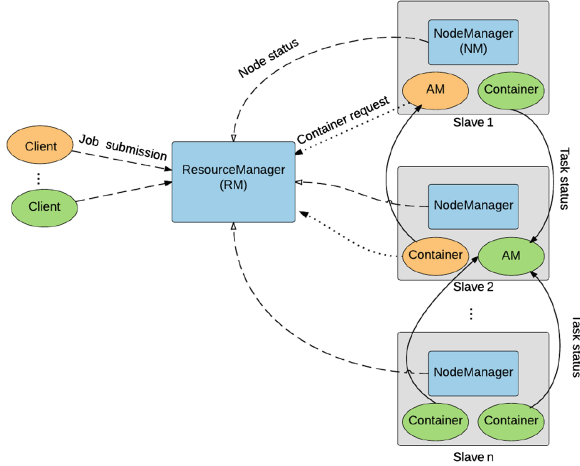 NodeManager
(NM)
AM
Container
Slave 1
Node status
Container request
Client
Job submission
ResourceManager
(RM)
Client
Task status
NodeManager
Container
AM
Slave 2
NodeManager
Task status
Container
Container
Slave n